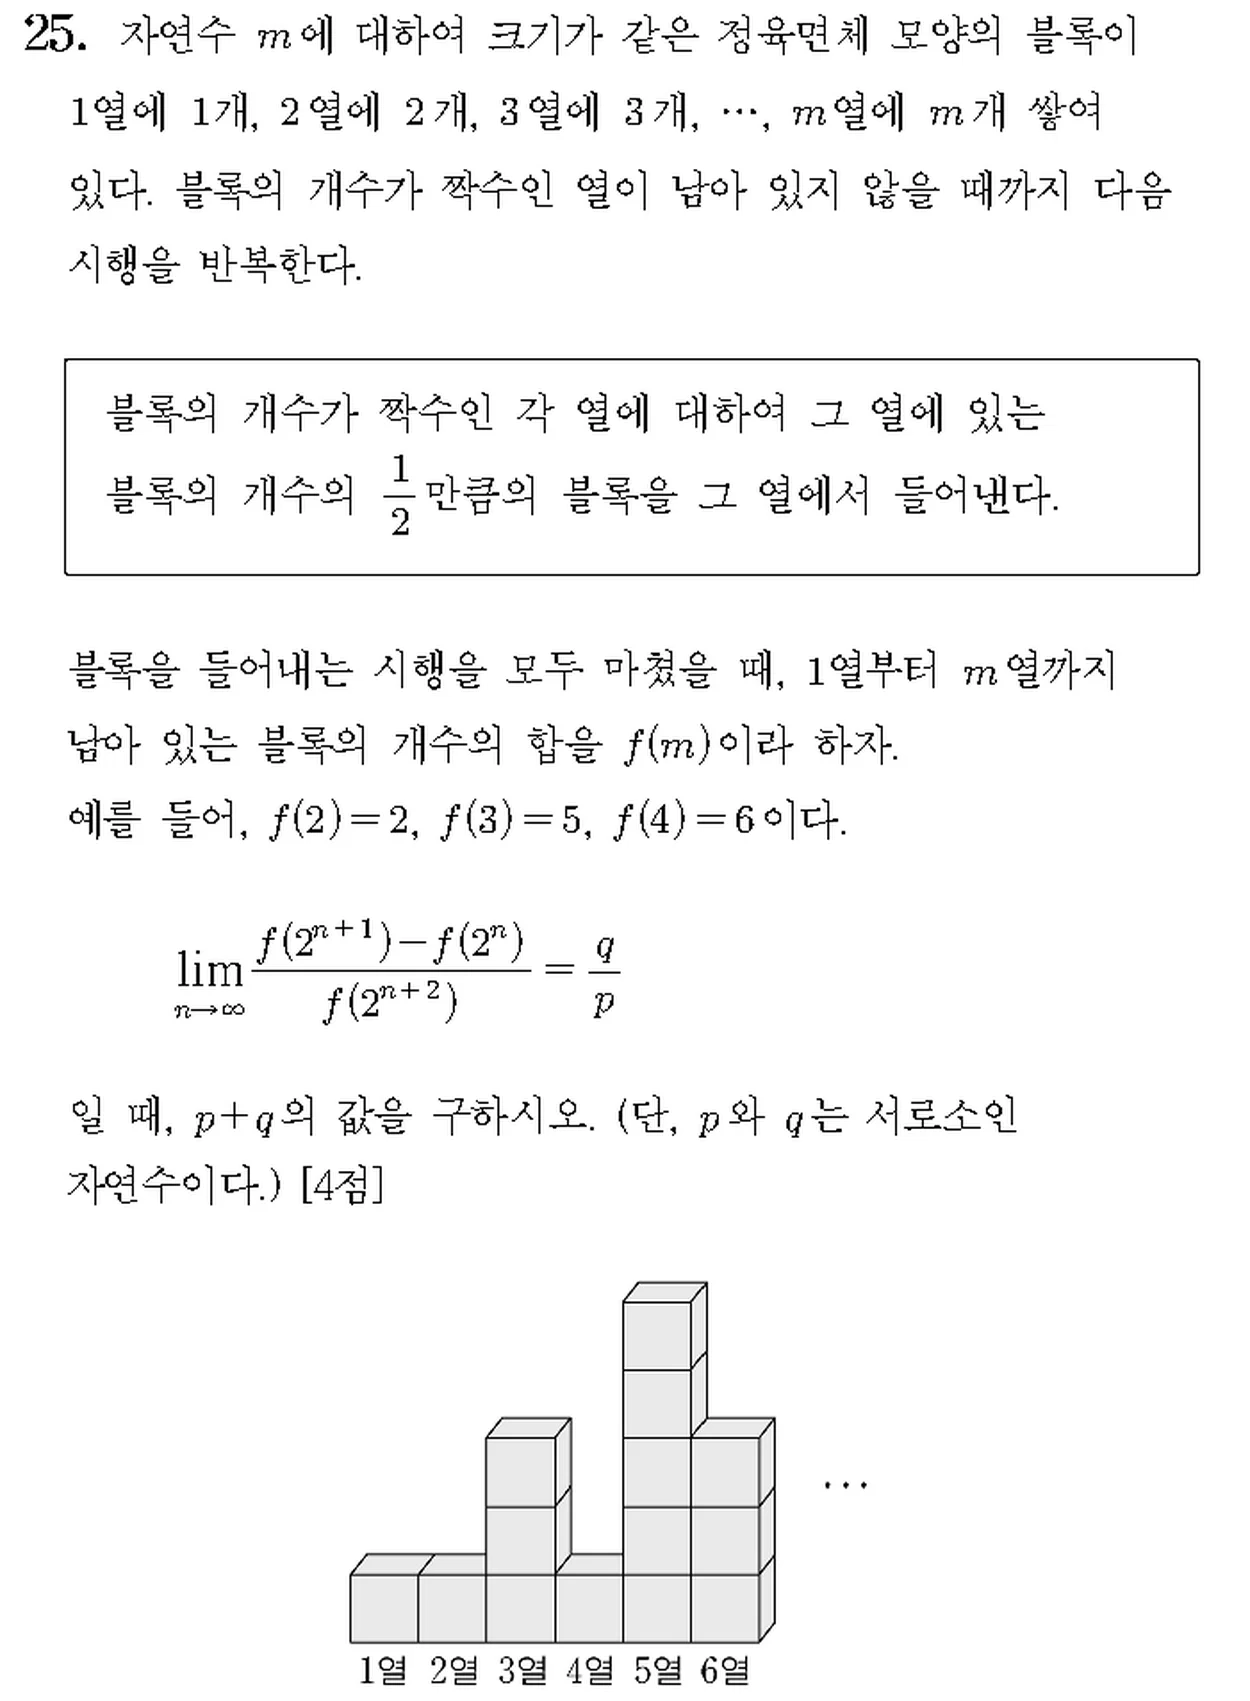 25. 자연수 m에 대하여 크기가 같은 정육면체 모양의 블록이
1열에 1개, 2열에 2개, 3열에 3개, ⋯, m열에 m개 쌓여
있다. 블록의 개수가 짝수인 열이 남아 있지 않을 때까지 다음
시행을 반복한다.
블록의 개수가 짝수인 각 열에 대하여 그 열에 있는
블록의 개수의 1/2만큼의 블록을 그 열에서 들어낸다.
블록을 들어내는 시행을 모두 마쳤을 때, 1열부터 m열까지
남아 있는 블록의 개수의 합을 f(m)이라 하자.
예를 들어, f(2)=2, f(3)=5, f(4)=6이다.
lim_{n→∞} (f(2^{n+1})−f(2^n))/f(2^{n+2}) = q/p
일 때, p+q의 값을 구하시오. (단, p와 q는 서로소인
자연수이다.) [4점]
⋯
1열 2열 3열 4열 5열 6열